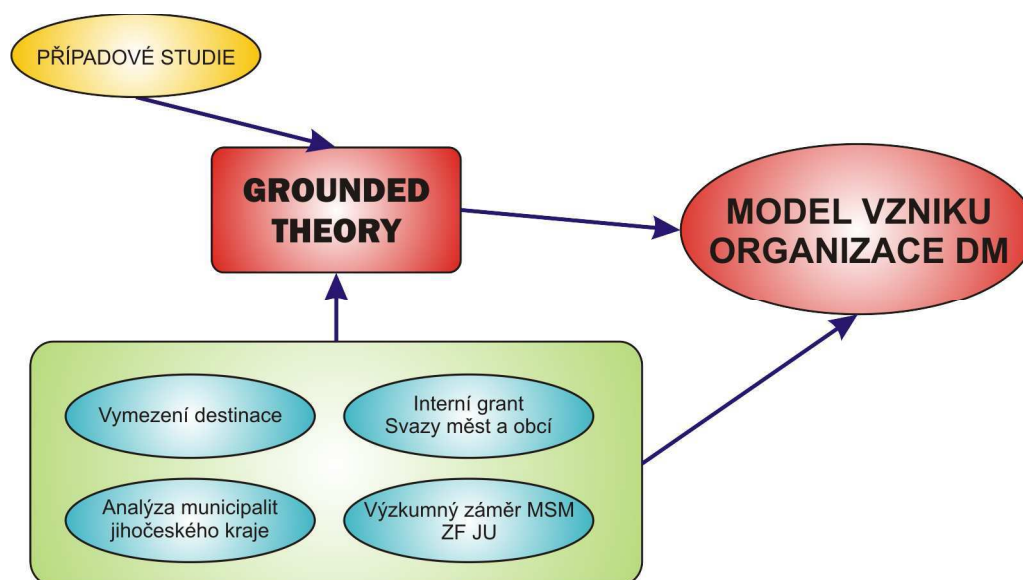 PŘÍPADOVÉ STUDIE
GROUNDED
THEORY
MODEL VZNIKU
ORGANIZACE DM
Vymezení destinace
Interní grant
Svazy měst a obcí
Analýza municipalit
jihočeského kraje
Výzkumný záměr MSM
ZF JU